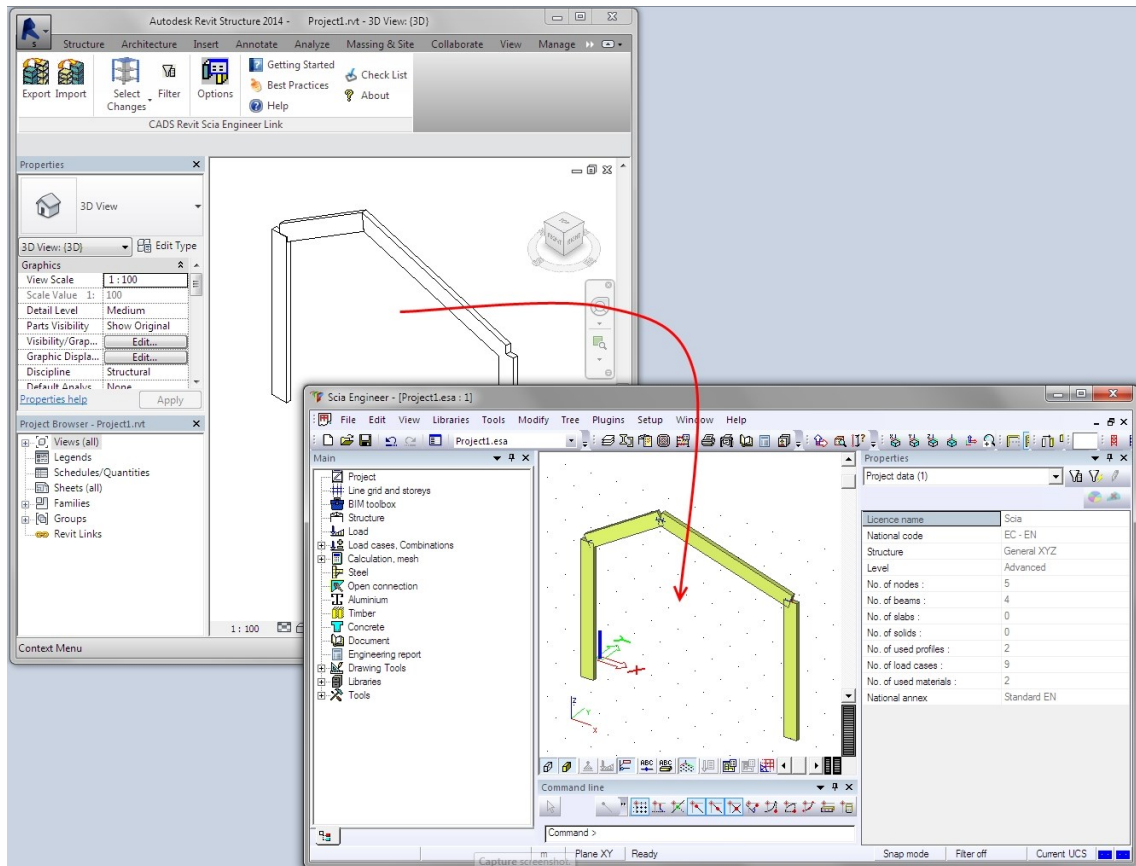 Autodesk Revit Structure 2014 - Project1.rvt - 3D View: {3D}
S
Structure Architecture Insert Annotate Analyze Massing & Site Collaborate View Manage
Export Import Select Changes Filter Options
Getting Started
Best Practices
Help
Check List
About
CADS Revit Scia Engineer Link
Properties
3D View
3D View: {3D} Edit Type
Graphics
View Scale 1 : 100
Scale Value 1: 100
Detail Level Medium
Parts Visibility Show Original
Visibility/Grap... Edit...
Graphic Displa... Edit...
Discipline Structural
Default Analys None
Properties help Apply
Project Browser - Project1.rvt
Views (all)
Legends
Schedules/Quantities
Sheets (all)
Families
Groups
Revit Links
1 : 100
Context Menu
TOP
FRONT
RIGHT
Scia Engineer - [Project1.esa : 1]
File Edit View Libraries Tools Modify Tree Plugins Setup Window Help
Project1.esa
Main
Project
Line grid and storeys
BIM toolbox
Structure
Load
Load cases, Combinations
Calculation, mesh
Steel
Open connection
Aluminium
Timber
Concrete
Document
Engineering report
Drawing Tools
Libraries
Tools
Y
X
z
Y
x
ABC ABC
Command line
Command >
Properties
Project data (1)
Licence name Scia
National code EC - EN
Structure General XYZ
Level Advanced
No. of nodes : 5
No. of beams : 4
No. of slabs : 0
No. of solids : 0
No. of used profiles : 2
No. of load cases : 9
No. of used materials : 2
National annex Standard EN
Capture screenshot.
m Plane XY Ready Snap mode Filter off Current UCS